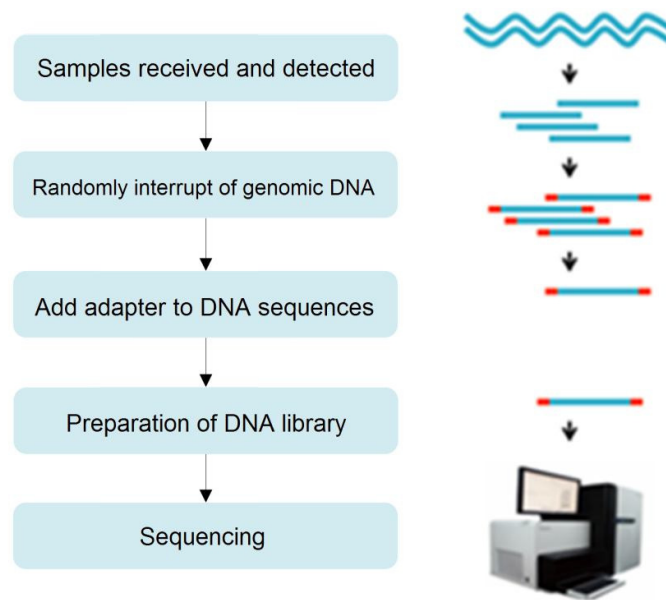 Samples received and detected
Randomly interrupt of genomic DNA
Add adapter to DNA sequences
Preparation of DNA library
Sequencing